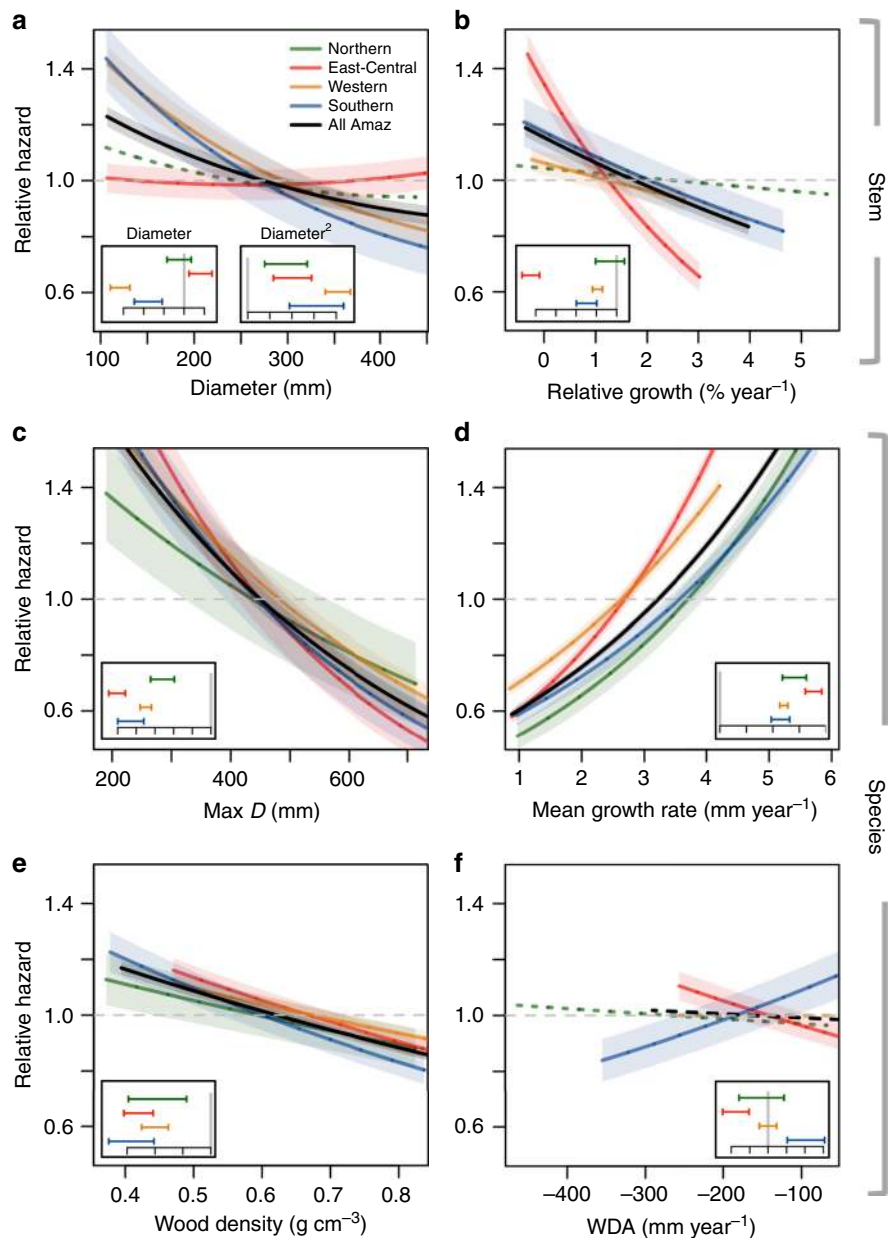 a
Relative hazard
1.4
1.0
0.6
Northern
East-Central
Western
Southern
All Amaz
Diameter
Diameter²
100
200
300
400
Diameter (mm)
b
1.4
1.0
0.6
0
1
2
3
4
5
Relative growth (% year⁻¹)
Stem
c
Relative hazard
1.4
1.0
0.6
200
400
600
Max D (mm)
d
1.4
1.0
0.6
1
2
3
4
5
6
Mean growth rate (mm year⁻¹)
Species
e
Relative hazard
1.4
1.0
0.6
0.4
0.5
0.6
0.7
0.8
Wood density (g cm⁻³)
f
1.4
1.0
0.6
−400
−300
−200
−100
WDA (mm year⁻¹)